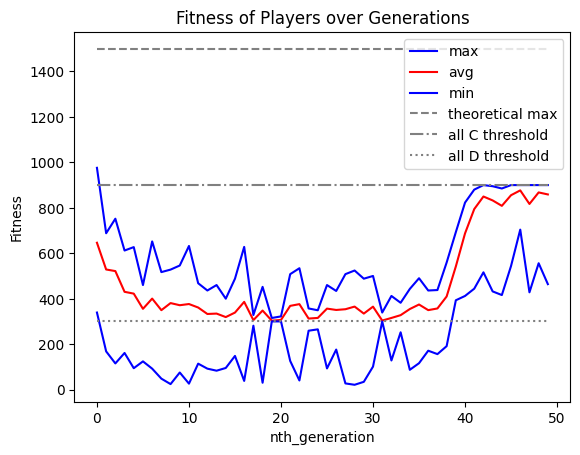 Fitness of Players over Generations
max
avg
min
theoretical max
all C threshold
all D threshold
1400
1200
1000
800
600
400
200
0
Fitness
0 10 20 30 40 50
nth_generation